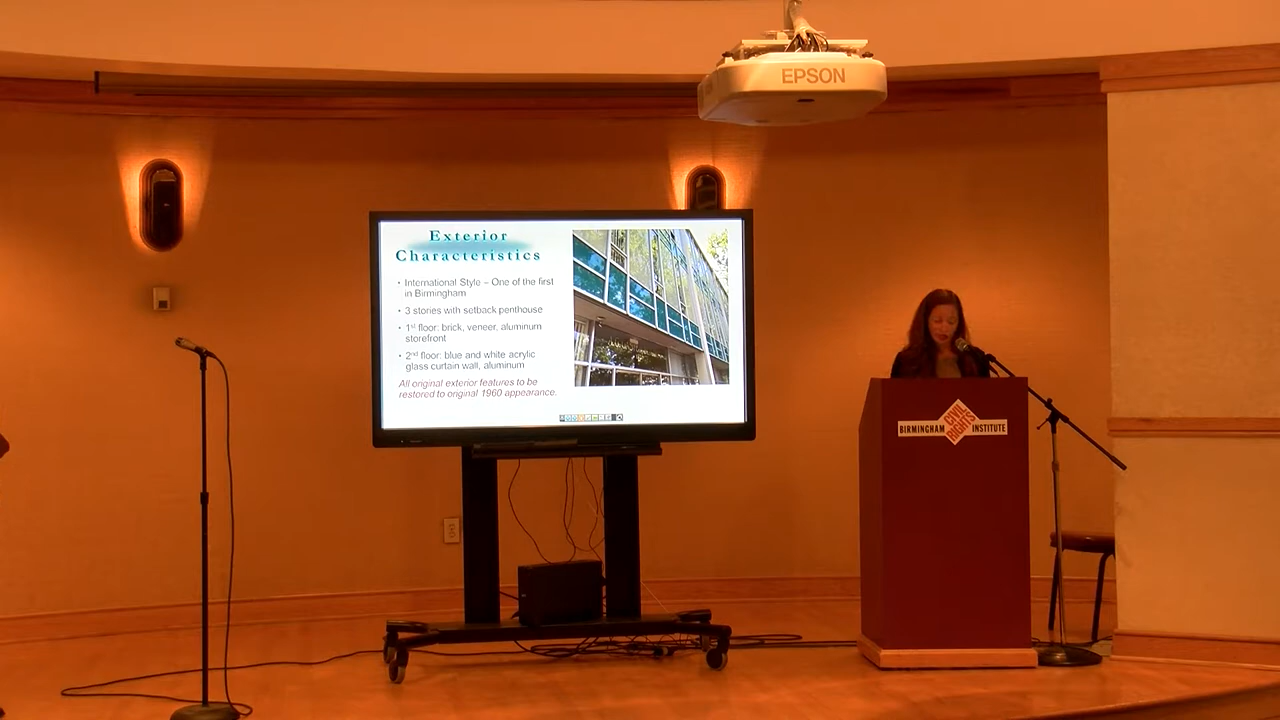 EPSON
Exterior
Characteristics
• International Style – One of the first
in Birmingham
• 3 stories with setback penthouse
• 1st floor: brick, veneer, aluminum
storefront
• 2nd floor: blue and white acrylic
glass curtain wall, aluminum
All original exterior features to be
restored to original 1960 appearance.
BIRMINGHAM CIVIL RIGHTS INSTITUTE